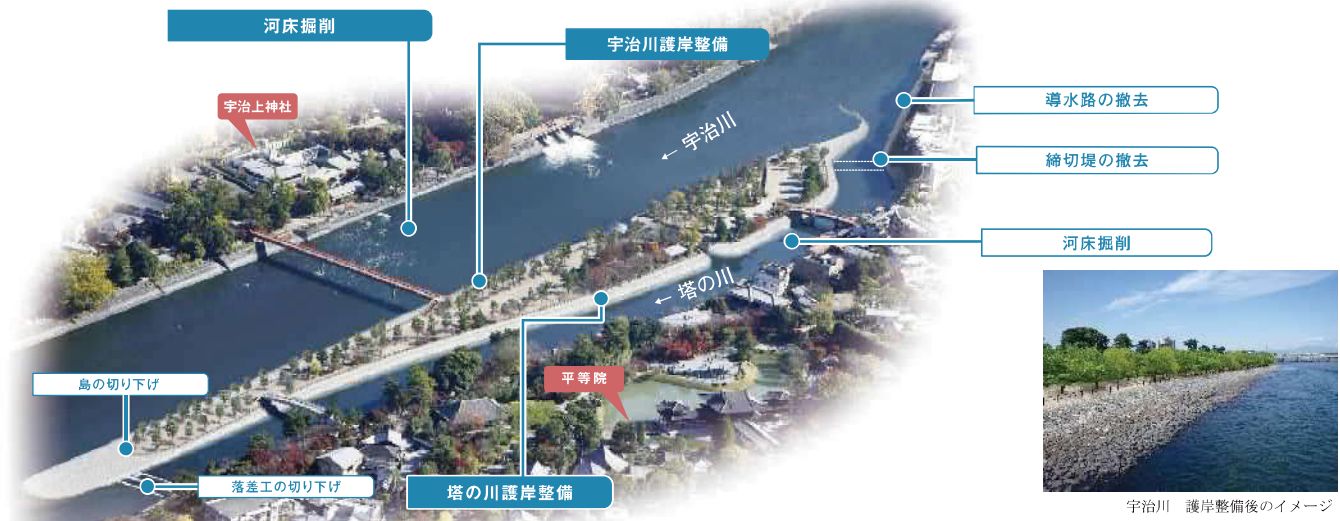 河床掘削
宇治川護岸整備
宇治上神社
導水路の撤去
← 宇治川
締切堤の撤去
河床掘削
← 塔の川
平等院
島の切り下げ
落差工の切り下げ
塔の川護岸整備
宇治川　護岸整備後のイメージ